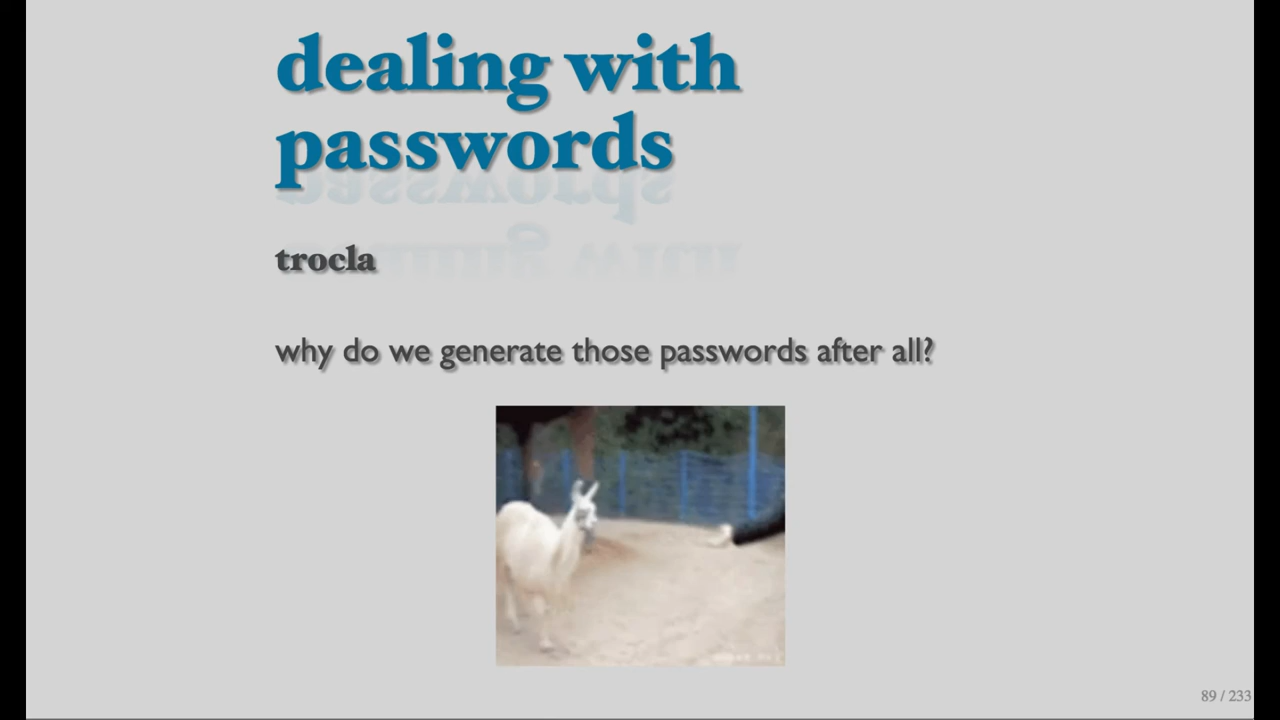 dealing with
passwords
trocla
why do we generate those passwords after all?
89 / 233